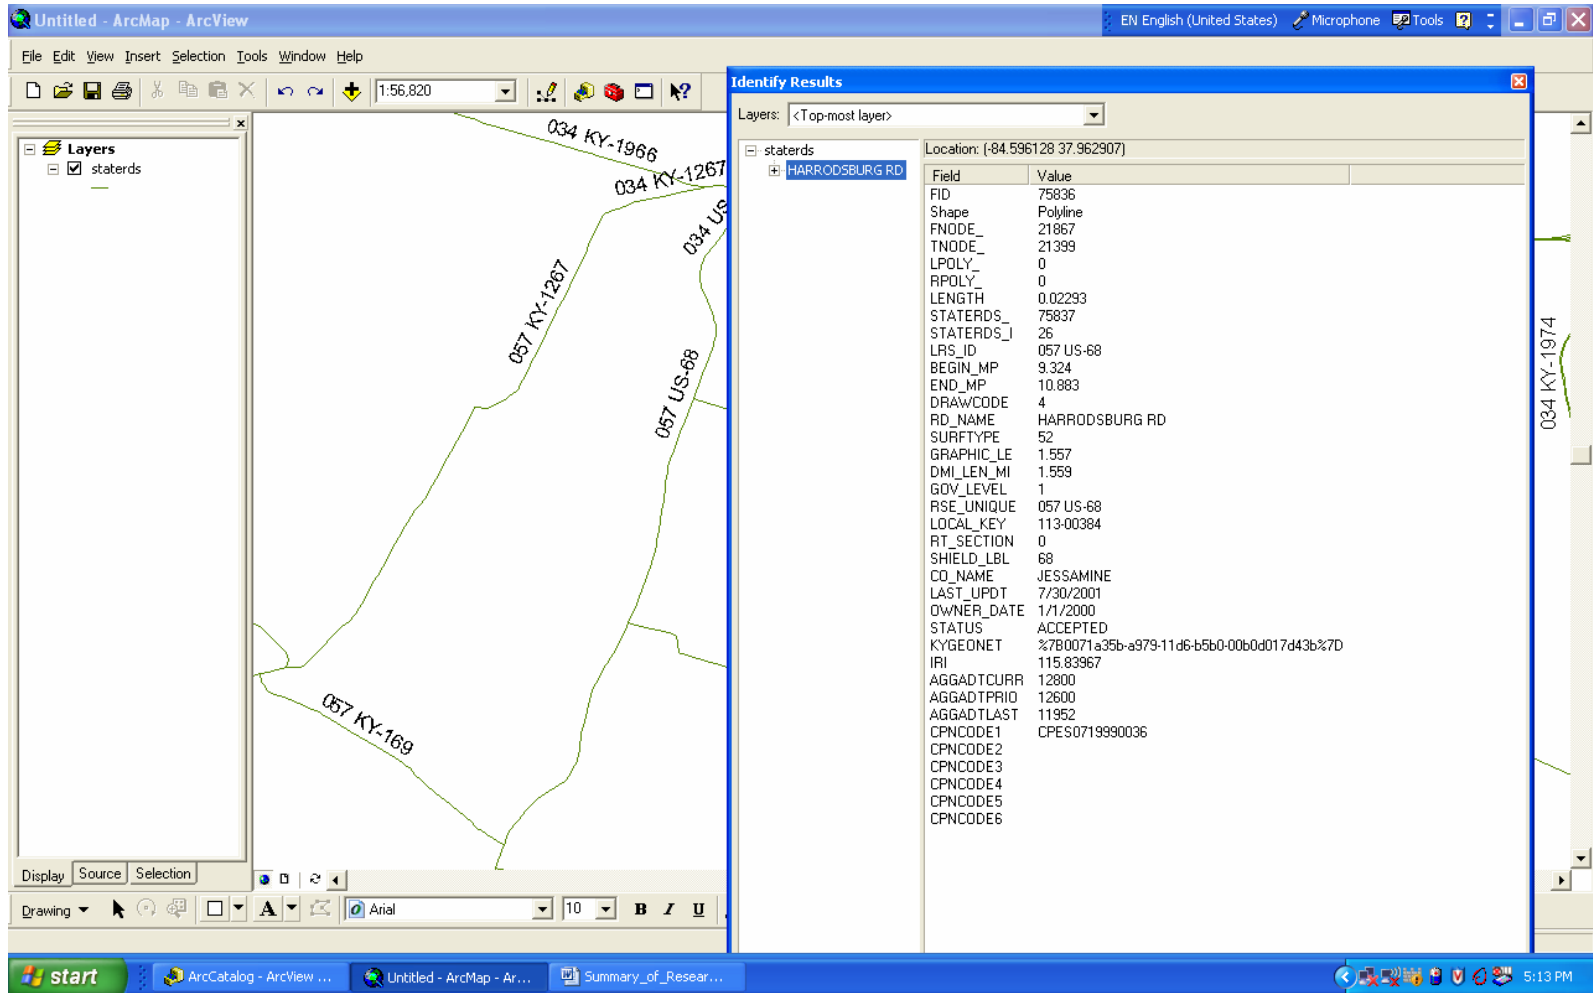 Untitled - ArcMap - ArcView
EN English (United States) Microphone Tools
File Edit View Insert Selection Tools Window Help
1:56,820
Layers
staterds
034 KY-1966
034 KY-1267
034 US
057 KY-1267
057 US-68
057 KY-169
034 KY-1974
Identify Results
Layers: <Top-most layer>
staterds
HARRODSBURG RD
Location: (-84.596128 37.962907)
Field Value
FID 75836
Shape Polyline
FNODE_ 21867
TNODE_ 21399
LPOLY_ 0
RPOLY_ 0
LENGTH 0.02293
STATERDS_ 75837
STATERDS_I 26
LRS_ID 057 US-68
BEGIN_MP 9.324
END_MP 10.883
DRAWCODE 4
RD_NAME HARRODSBURG RD
SURFTYPE 52
GRAPHIC_LE 1.557
DMI_LEN_MI 1.559
GOV_LEVEL 1
RSE_UNIQUE 057 US-68
LOCAL_KEY 113-00384
RT_SECTION 0
SHIELD_LBL 68
CO_NAME JESSAMINE
LAST_UPDT 7/30/2001
OWNER_DATE 1/1/2000
STATUS ACCEPTED
KYGEONET %7B0071a35b-a979-11d6-b5b0-00b0d017d43b%7D
IRI 115.83967
AGGADTCURR 12800
AGGADTPRIO 12600
AGGADTLAST 11952
CPNCODE1 CPES0719990036
CPNCODE2
CPNCODE3
CPNCODE4
CPNCODE5
CPNCODE6
Display Source Selection
Drawing A Arial 10 B I U
start ArcCatalog - ArcView ... Untitled - ArcMap - Ar... Summary_of_Resear... 5:13 PM